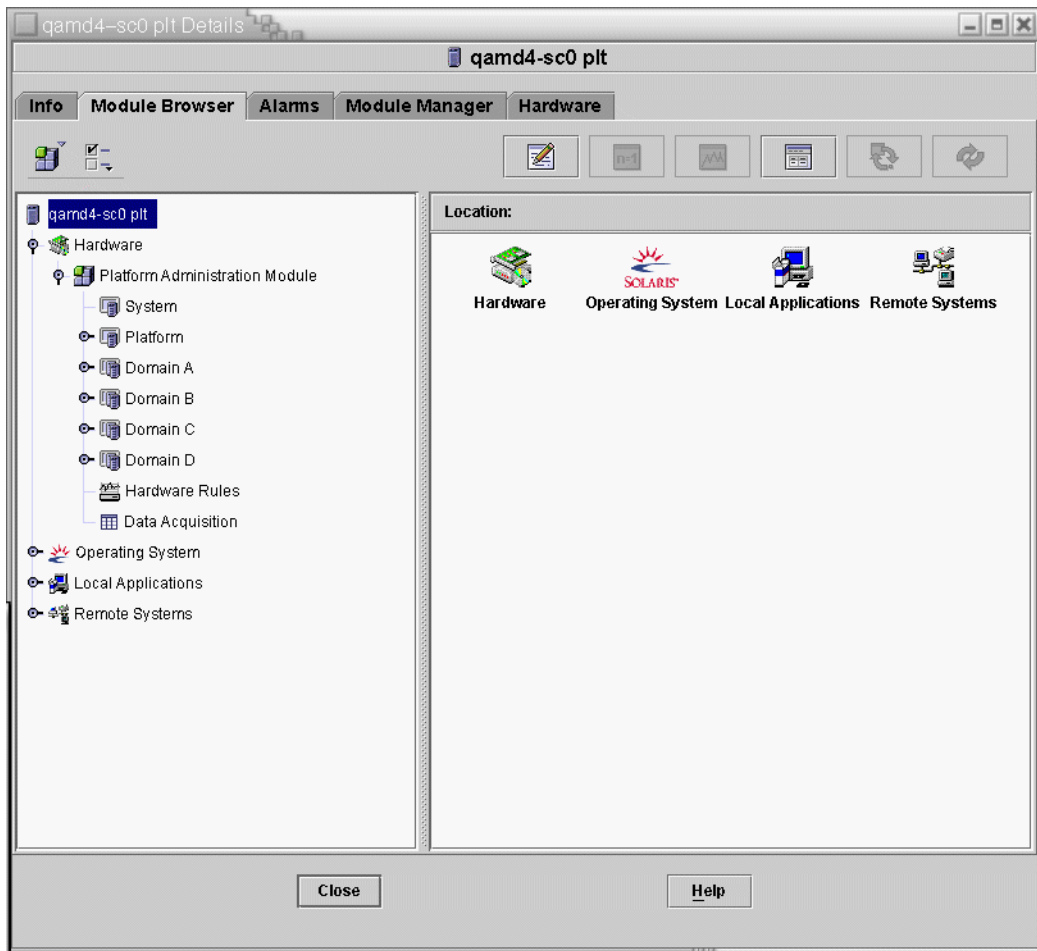 qamd4–sc0 plt Details
qamd4-sc0 plt
Info Module Browser Alarms Module Manager Hardware
n=1
qamd4-sc0 plt
Hardware
Platform Administration Module
System
Platform
Domain A
Domain B
Domain C
Domain D
Hardware Rules
Data Acquisition
Operating System
Local Applications
Remote Systems
Location:
SOLARIS
Hardware Operating System Local Applications Remote Systems
Close Help